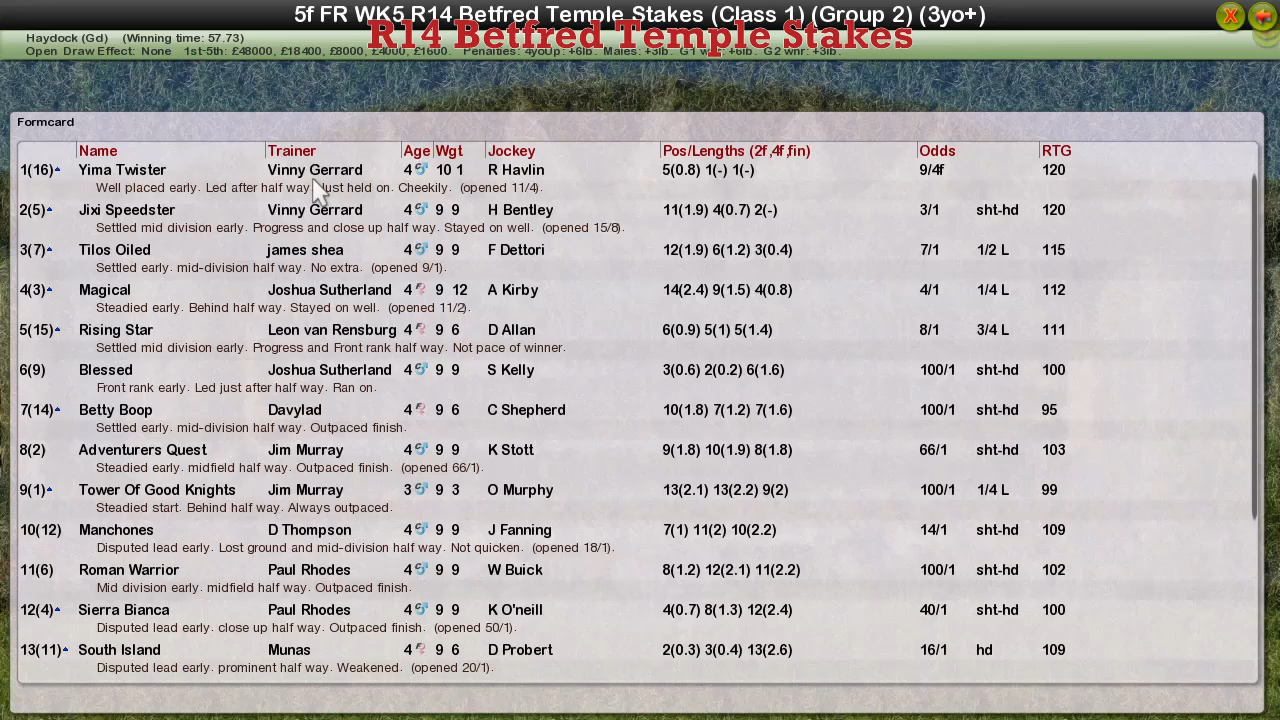 5f FR WK5 R14 Betfred Temple Stakes (Class 1) (Group 2) (3yo+)
R14 Betfred Temple Stakes
Haydock (Gd) (Winning time: 57.73)
Open Draw Effect: None 1st-5th: £48000, £18400, £8000, £4000, £1600. Penalties: 4yoUp: +6lb. Males: +3lb. G1 wnr: +6lb. G2 wnr: +3lb.
Formcard
Name Trainer Age Wgt Jockey Pos/Lengths (2f,4f,fin) Odds RTG
1(16) Yima Twister Vinny Gerrard 4 10 1 R Havlin 5(0.8) 1(-) 1(-) 9/4f 120
Well placed early. Led after half way. Just held on. Cheekily. (opened 11/4).
2(5) Jixi Speedster Vinny Gerrard 4 9 9 H Bentley 11(1.9) 4(0.7) 2(-) 3/1 sht-hd 120
Settled mid division early. Progress and close up half way. Stayed on well. (opened 15/8).
3(7) Tilos Oiled james shea 4 9 9 F Dettori 12(1.9) 6(1.2) 3(0.4) 7/1 1/2 L 115
Settled early. mid-division half way. No extra. (opened 9/1).
4(3) Magical Joshua Sutherland 4 9 12 A Kirby 14(2.4) 9(1.5) 4(0.8) 4/1 1/4 L 112
Steadied early. Behind half way. Stayed on well. (opened 11/2).
5(15) Rising Star Leon van Rensburg 4 9 6 D Allan 6(0.9) 5(1) 5(1.4) 8/1 3/4 L 111
Settled mid division early. Progress and Front rank half way. Not pace of winner.
6(9) Blessed Joshua Sutherland 4 9 9 S Kelly 3(0.6) 2(0.2) 6(1.6) 100/1 sht-hd 100
Front rank early. Led just after half way. Ran on.
7(14) Betty Boop Davylad 4 9 6 C Shepherd 10(1.8) 7(1.2) 7(1.6) 100/1 sht-hd 95
Settled early. mid-division half way. Outpaced finish.
8(2) Adventurers Quest Jim Murray 4 9 9 K Stott 9(1.8) 10(1.9) 8(1.8) 66/1 sht-hd 103
Steadied early. midfield half way. Outpaced finish. (opened 66/1).
9(1) Tower Of Good Knights Jim Murray 3 9 3 O Murphy 13(2.1) 13(2.2) 9(2) 100/1 1/4 L 99
Steadied start. Behind half way. Always outpaced.
10(12) Manchones D Thompson 4 9 9 J Fanning 7(1) 11(2) 10(2.2) 14/1 sht-hd 109
Disputed lead early. Lost ground and mid-division half way. Not quicken. (opened 18/1).
11(6) Roman Warrior Paul Rhodes 4 9 9 W Buick 8(1.2) 12(2.1) 11(2.2) 100/1 sht-hd 102
Mid division early. midfield half way. Outpaced finish.
12(4) Sierra Bianca Paul Rhodes 4 9 9 K O'neill 4(0.7) 8(1.3) 12(2.4) 40/1 sht-hd 100
Disputed lead early. close up half way. Outpaced finish. (opened 50/1).
13(11) South Island Munas 4 9 6 D Probert 2(0.3) 3(0.4) 13(2.6) 16/1 hd 109
Disputed lead early. prominent half way. Weakened. (opened 20/1).